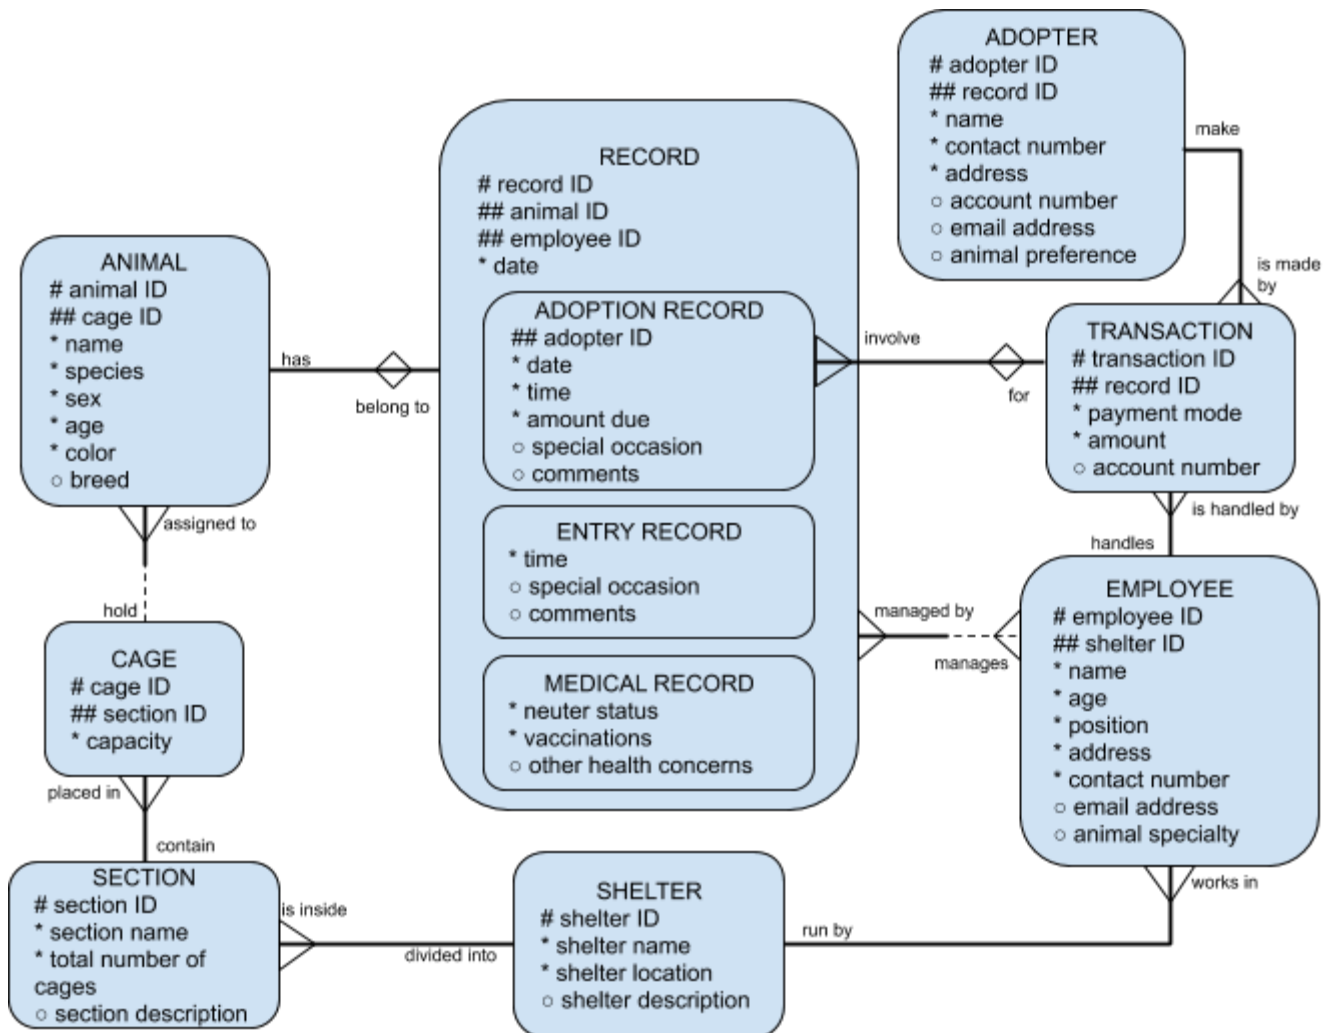 ADOPTER
# adopter ID
## record ID
* name
* contact number
* address
○ account number
○ email address
○ animal preference
make
is made
by
RECORD
# record ID
## animal ID
## employee ID
* date
ADOPTION RECORD
## adopter ID
* date
* time
* amount due
○ special occasion
○ comments
ENTRY RECORD
* time
○ special occasion
○ comments
MEDICAL RECORD
* neuter status
* vaccinations
○ other health concerns
ANIMAL
# animal ID
## cage ID
* name
* species
* sex
* age
* color
○ breed
has
belong to
involve
for
TRANSACTION
# transaction ID
## record ID
* payment mode
* amount
○ account number
assigned to
hold
is handled by
handles
managed by
manages
CAGE
# cage ID
## section ID
* capacity
placed in
contain
EMPLOYEE
# employee ID
## shelter ID
* name
* age
* position
* address
* contact number
○ email address
○ animal specialty
works in
SECTION
# section ID
* section name
* total number of
cages
○ section description
is inside
divided into
SHELTER
# shelter ID
* shelter name
* shelter location
○ shelter description
run by